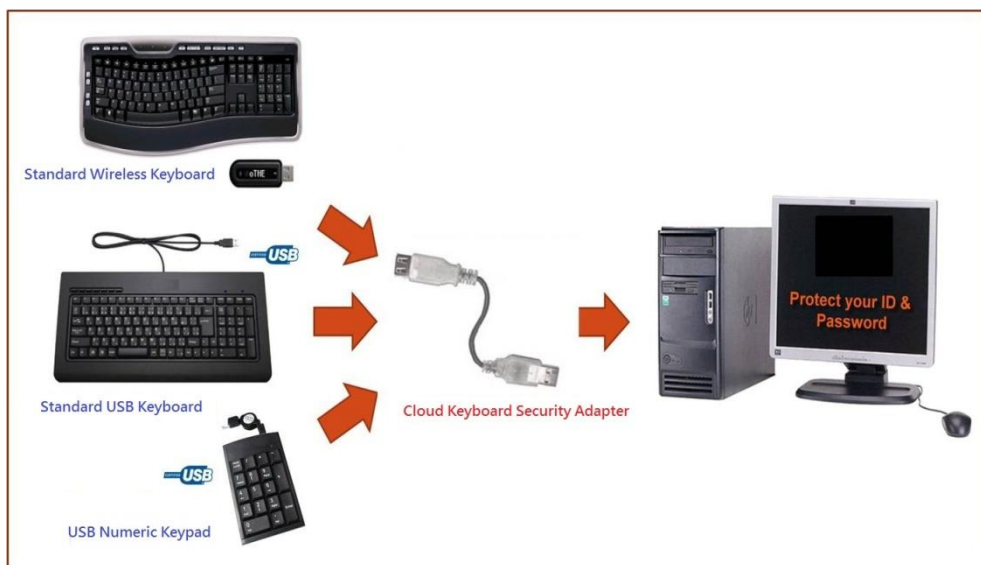 Standard Wireless Keyboard
USB
Standard USB Keyboard
Cloud Keyboard Security Adapter
Protect your ID &
Password
USB
USB Numeric Keypad